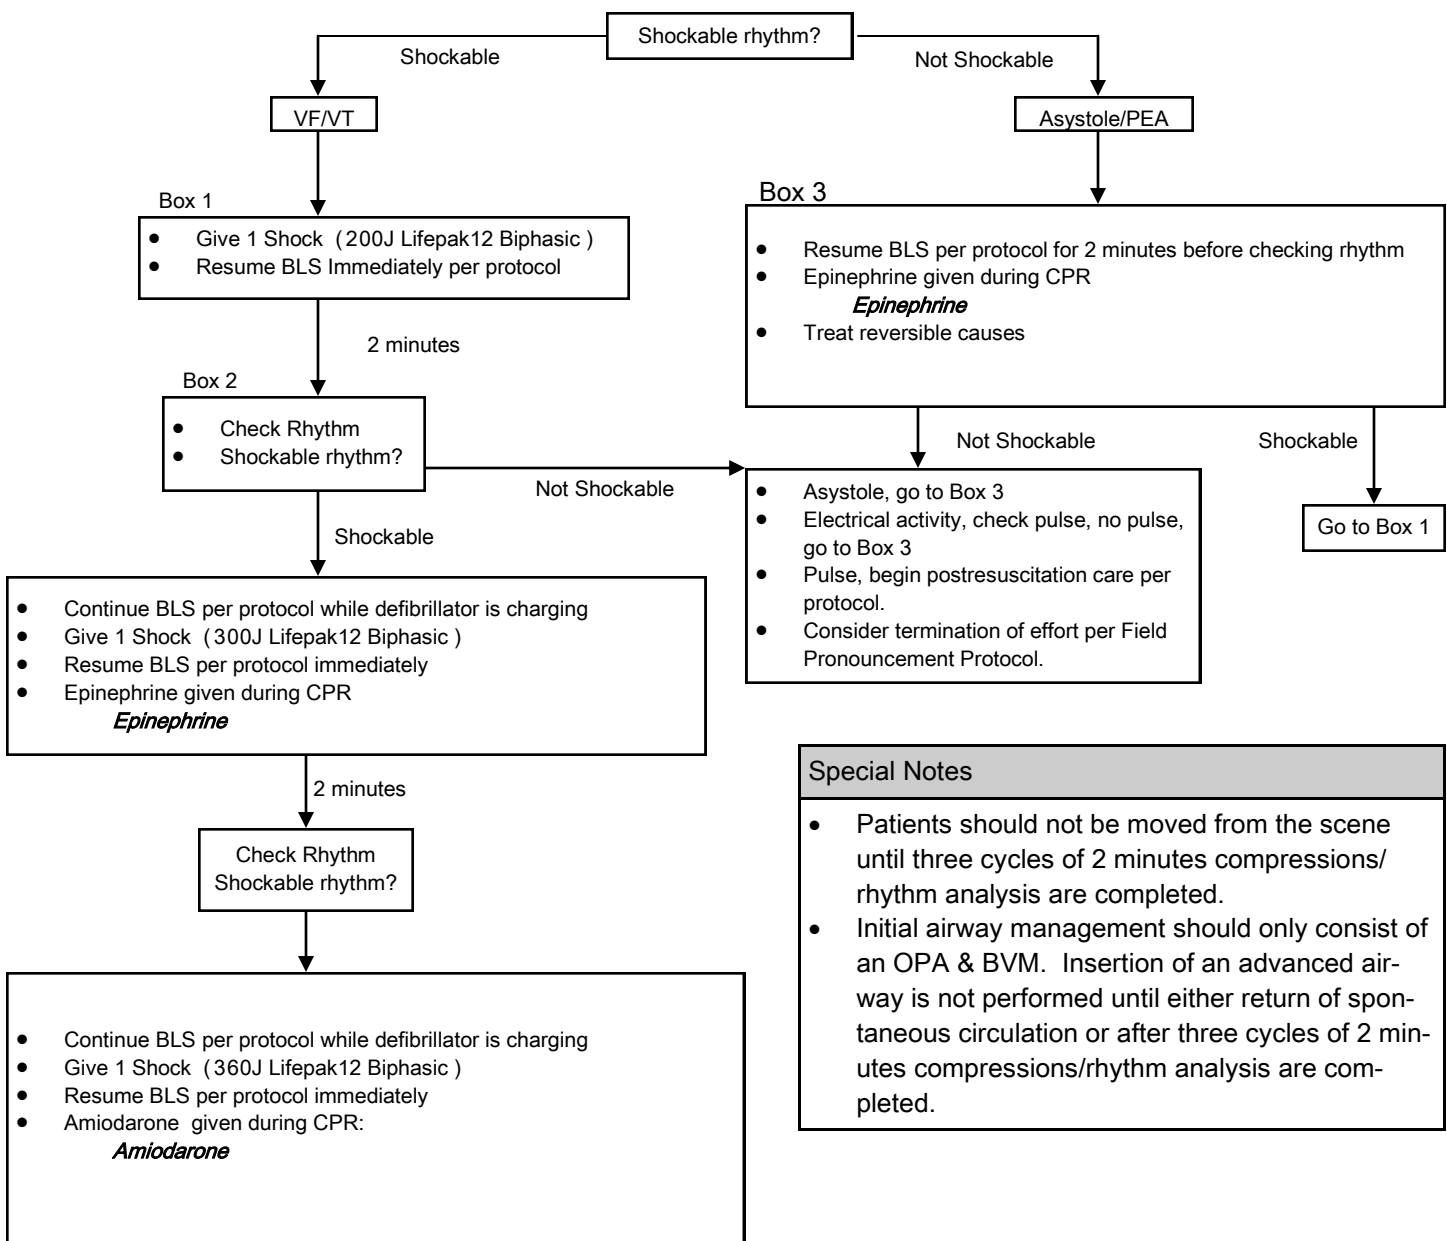 Shockable rhythm?
Shockable
Not Shockable
VF/VT
Asystole/PEA
Box 1
• Give 1 Shock (200J Lifepak12 Biphasic )
• Resume BLS Immediately per protocol
2 minutes
Box 2
• Check Rhythm
• Shockable rhythm?
Not Shockable
Shockable
• Continue BLS per protocol while defibrillator is charging
• Give 1 Shock (300J Lifepak12 Biphasic )
• Resume BLS per protocol immediately
• Epinephrine given during CPR
Epinephrine
2 minutes
Check Rhythm
Shockable rhythm?
• Continue BLS per protocol while defibrillator is charging
• Give 1 Shock (360J Lifepak12 Biphasic )
• Resume BLS per protocol immediately
• Amiodarone given during CPR:
Amiodarone
Box 3
• Resume BLS per protocol for 2 minutes before checking rhythm
• Epinephrine given during CPR
Epinephrine
• Treat reversible causes
Not Shockable
Shockable
• Asystole, go to Box 3
• Electrical activity, check pulse, no pulse,
go to Box 3
• Pulse, begin postresuscitation care per
protocol.
• Consider termination of effort per Field
Pronouncement Protocol.
Go to Box 1
Special Notes
• Patients should not be moved from the scene
until three cycles of 2 minutes compressions/
rhythm analysis are completed.
• Initial airway management should only consist of
an OPA & BVM. Insertion of an advanced air-
way is not performed until either return of spon-
taneous circulation or after three cycles of 2 min-
utes compressions/rhythm analysis are com-
pleted.